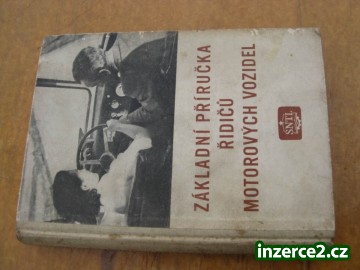 ZÁKLADNÍ PŘÍRUČKA
ŘIDIČŮ
MOTOROVÝCH VOZIDEL
SNTL
inzerce2.cz